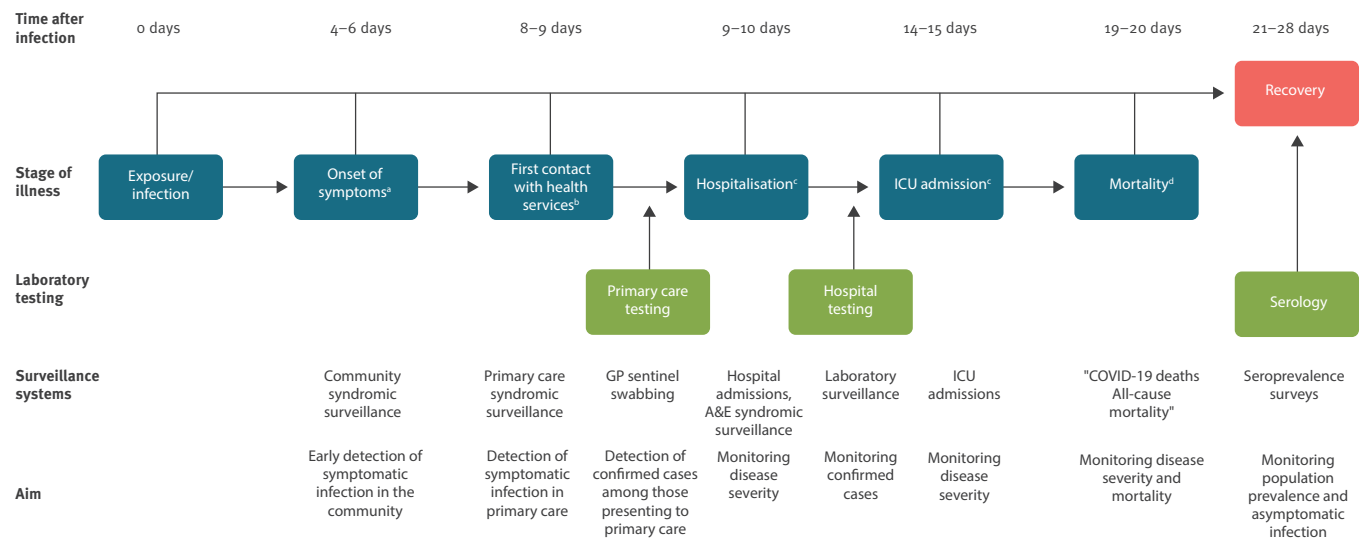 Time after
infection
0 days
4–6 days
8–9 days
9–10 days
14–15 days
19–20 days
21–28 days
Recovery
Stage of
illness
Exposure/
infection
Onset of
symptomsᵃ
First contact
with health
servicesᵇ
Hospitalisationᶜ
ICU admissionᶜ
Mortalityᵈ
Laboratory
testing
Primary care
testing
Hospital
testing
Serology
Surveillance
systems
Community
syndromic
surveillance
Primary care
syndromic
surveillance
GP sentinel
swabbing
Hospital
admissions,
A&E syndromic
surveillance
Laboratory
surveillance
ICU
admissions
"COVID-19 deaths
All-cause
mortality"
Seroprevalence
surveys
Aim
Early detection of
symptomatic
infection in the
community
Detection of
symptomatic
infection in
primary care
Detection of
confirmed cases
among those
presenting to
primary care
Monitoring
disease
severity
Monitoring
confirmed
cases
Monitoring
disease
severity
Monitoring disease
severity and
mortality
Monitoring
population
prevalence and
asymptomatic
infection